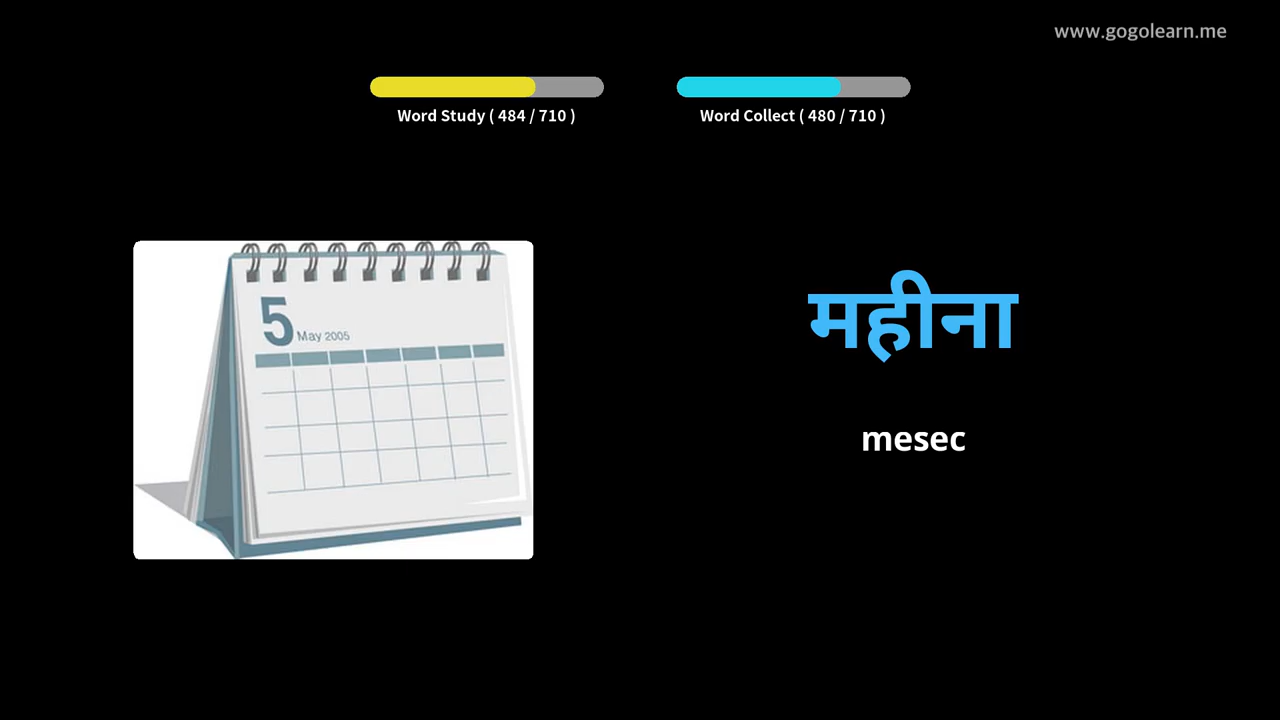 www.gogolearn.me
Word Study ( 484 / 710 )
Word Collect ( 480 / 710 )
5 May 2005
महीना
mesec